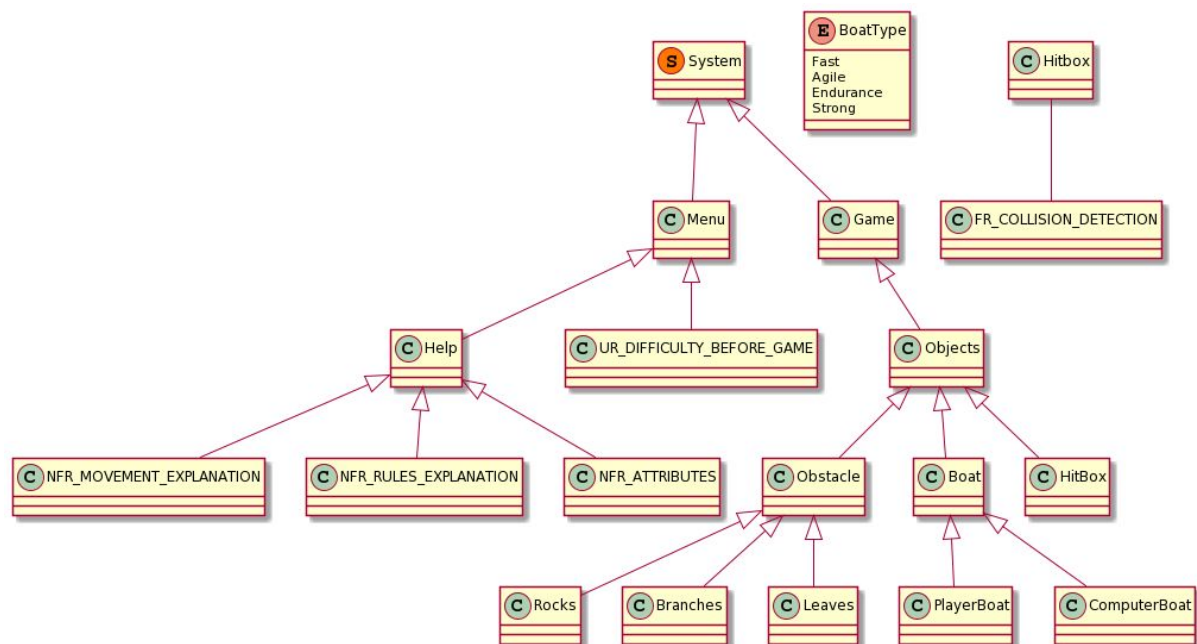 E BoatType
Fast
Agile
Endurance
Strong
S System
C Hitbox
C Menu
C Game
C FR_COLLISION_DETECTION
C Help
C UR_DIFFICULTY_BEFORE_GAME
C Objects
C NFR_MOVEMENT_EXPLANATION
C NFR_RULES_EXPLANATION
C NFR_ATTRIBUTES
C Obstacle
C Boat
C HitBox
C Rocks
C Branches
C Leaves
C PlayerBoat
C ComputerBoat